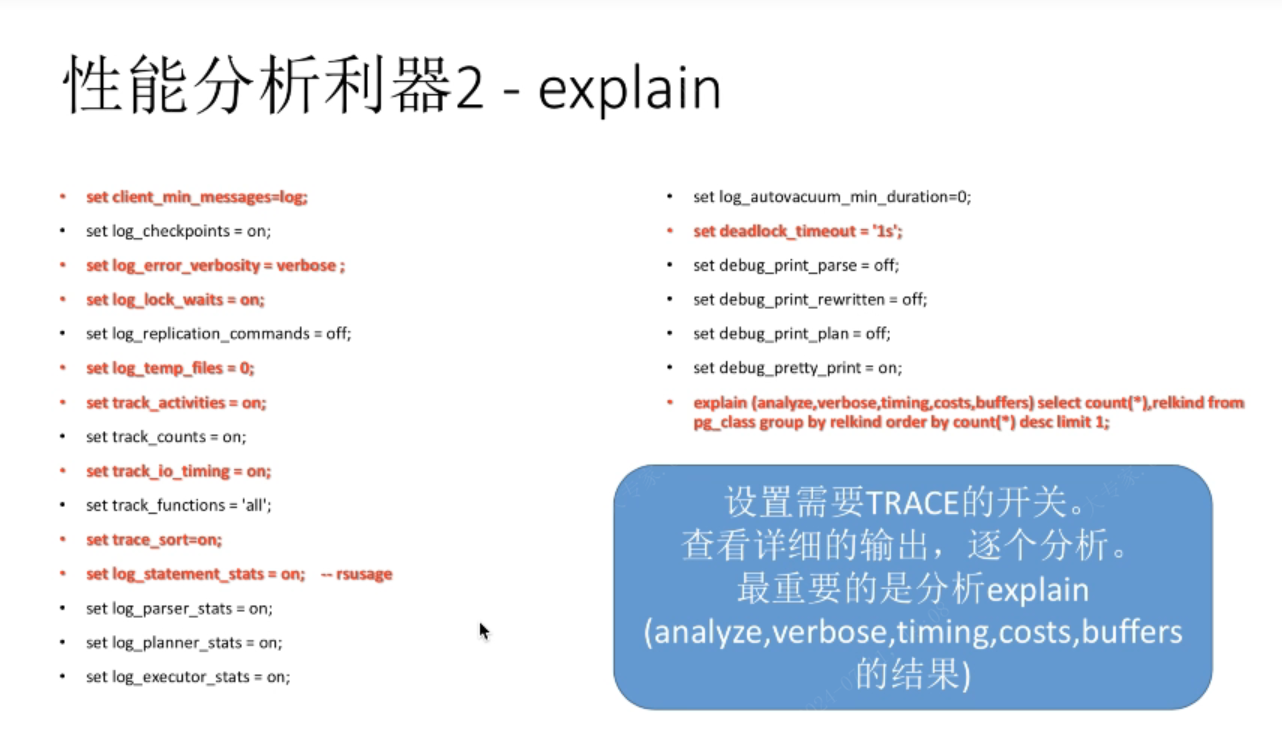 性能分析利器2 - explain
• set client_min_messages=log;
• set log_checkpoints = on;
• set log_error_verbosity = verbose ;
• set log_lock_waits = on;
• set log_replication_commands = off;
• set log_temp_files = 0;
• set track_activities = on;
• set track_counts = on;
• set track_io_timing = on;
• set track_functions = 'all';
• set trace_sort=on;
• set log_statement_stats = on; -- rsusage
• set log_parser_stats = on;
• set log_planner_stats = on;
• set log_executor_stats = on;
• set log_autovacuum_min_duration=0;
• set deadlock_timeout = '1s';
• set debug_print_parse = off;
• set debug_print_rewritten = off;
• set debug_print_plan = off;
• set debug_pretty_print = on;
• explain (analyze,verbose,timing,costs,buffers) select count(*),relkind from
pg_class group by relkind order by count(*) desc limit 1;
设置需要TRACE的开关。
查看详细的输出，逐个分析。
最重要的是分析explain
(analyze,verbose,timing,costs,buffers
的结果)